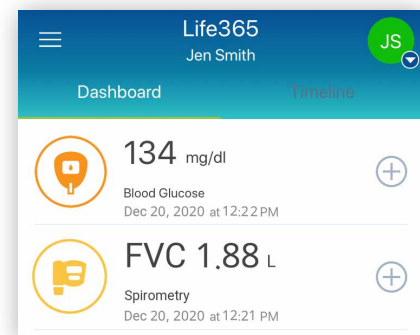 Life365
Jen Smith
JS
Dashboard Timeline
134 mg/dl
Blood Glucose
Dec 20, 2020 at 12:22 PM
FVC 1.88 L
Spirometry
Dec 20, 2020 at 12:21 PM